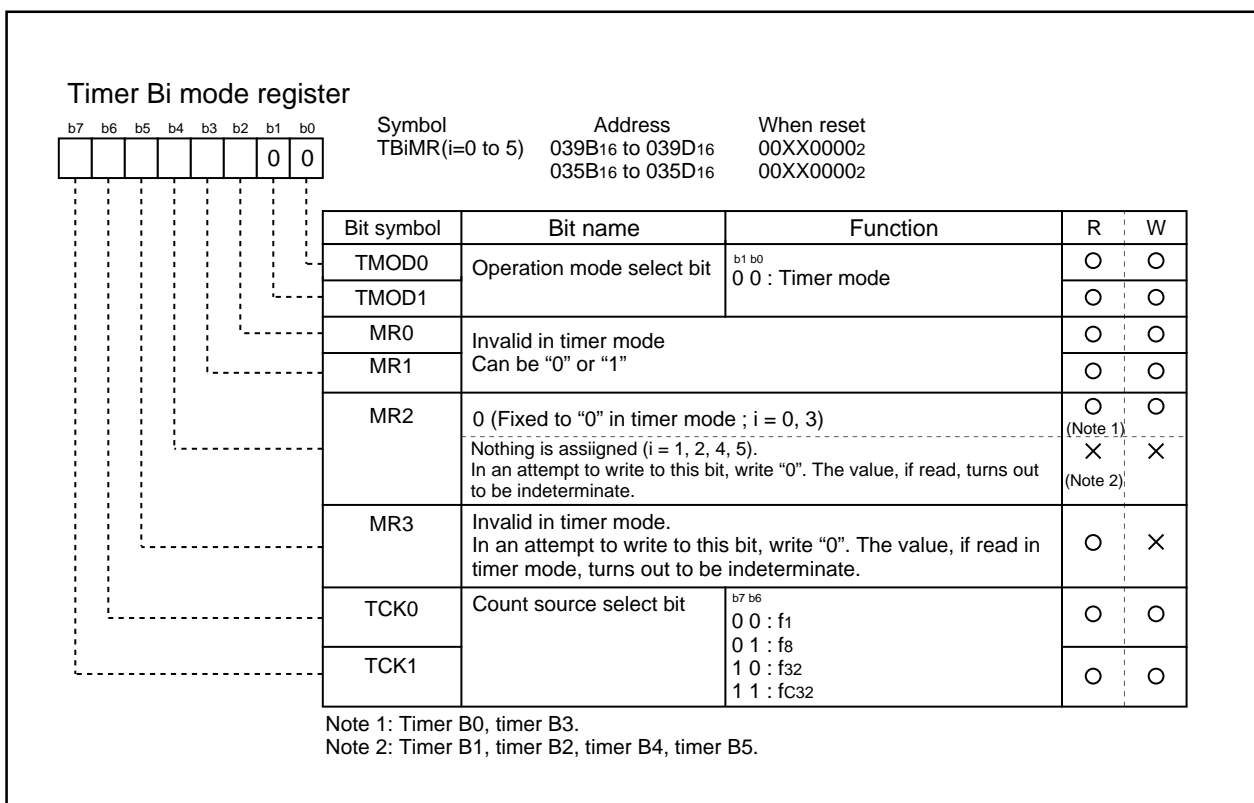 Timer Bi mode register
b7 b6 b5 b4 b3 b2 b1 b0
0 0
Symbol Address When reset
TBiMR(i=0 to 5) 039B16 to 039D16 00XX00002
035B16 to 035D16 00XX00002
Bit symbol Bit name Function R W
TMOD0 Operation mode select bit b1 b0
0 0 : Timer mode
TMOD1
MR0 Invalid in timer mode
MR1 Can be “0” or “1”
MR2 0 (Fixed to “0” in timer mode ; i = 0, 3)
(Note 1)
Nothing is assiigned (i = 1, 2, 4, 5).
In an attempt to write to this bit, write “0”. The value, if read, turns out
to be indeterminate.
(Note 2)
MR3 Invalid in timer mode.
In an attempt to write to this bit, write “0”. The value, if read in
timer mode, turns out to be indeterminate.
TCK0 Count source select bit b7 b6
0 0 : f1
0 1 : f8
TCK1 1 0 : f32
1 1 : fC32
Note 1: Timer B0, timer B3.
Note 2: Timer B1, timer B2, timer B4, timer B5.